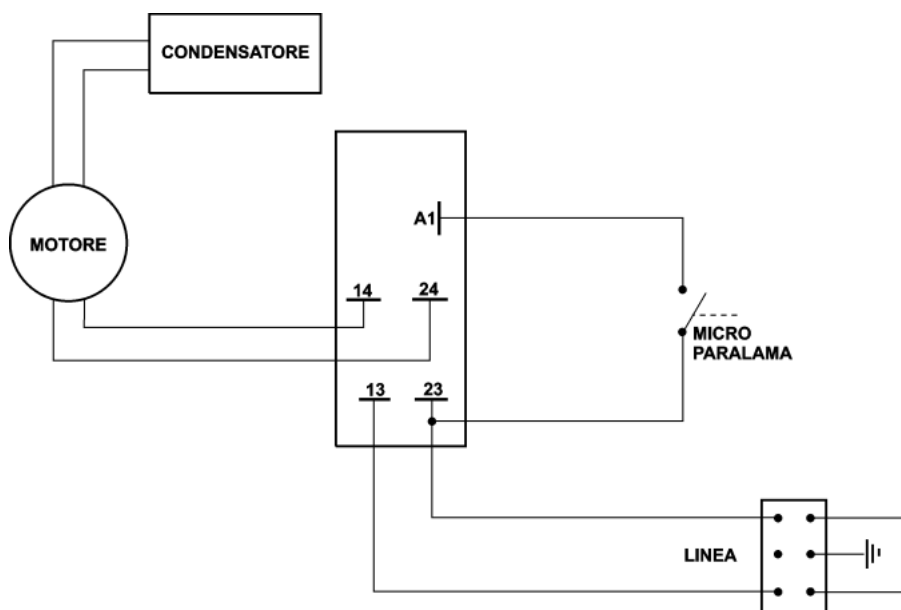 CONDENSATORE
A1
MOTORE
14 24
MICRO
PARALAMA
13 23
LINEA